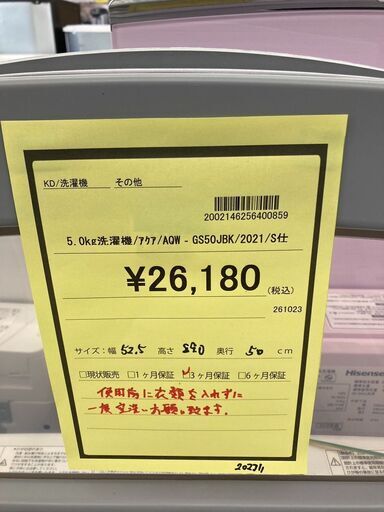 KD/洗濯機 その他
2002146256400859
5.0kg洗濯機/アクア/AQW - GS50JBK/2021/S仕
¥26,180(税込)
261023
サイズ:幅 52.5 高さ 890 奥行 50 cm
□現状販売 □1ヶ月保証 ☑3ヶ月保証 □6ヶ月保証
使用前に衣類を入れずに
一度空洗いお願い致ます。
Hisense